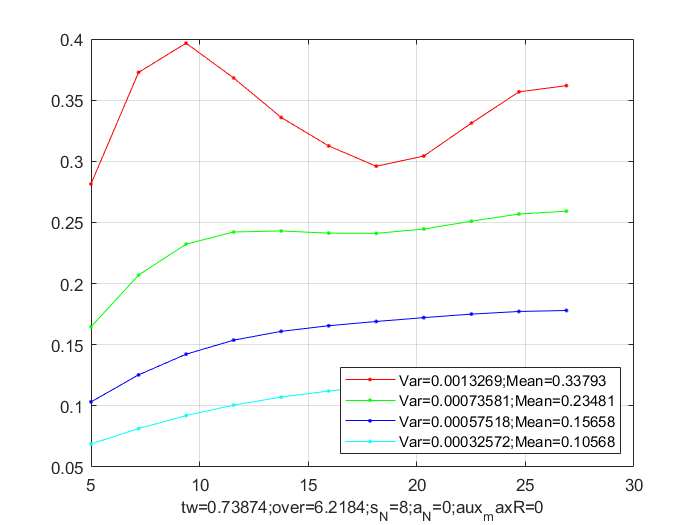 0.4
0.35
0.3
0.25
0.2
0.15
0.1
0.05
Var=0.0013269;Mean=0.33793
Var=0.00073581;Mean=0.23481
Var=0.00057518;Mean=0.15658
Var=0.00032572;Mean=0.10568
5 10 15 20 25 30
tw=0.73874;over=6.2184;s_N=8;a_N=0;aux_maxR=0